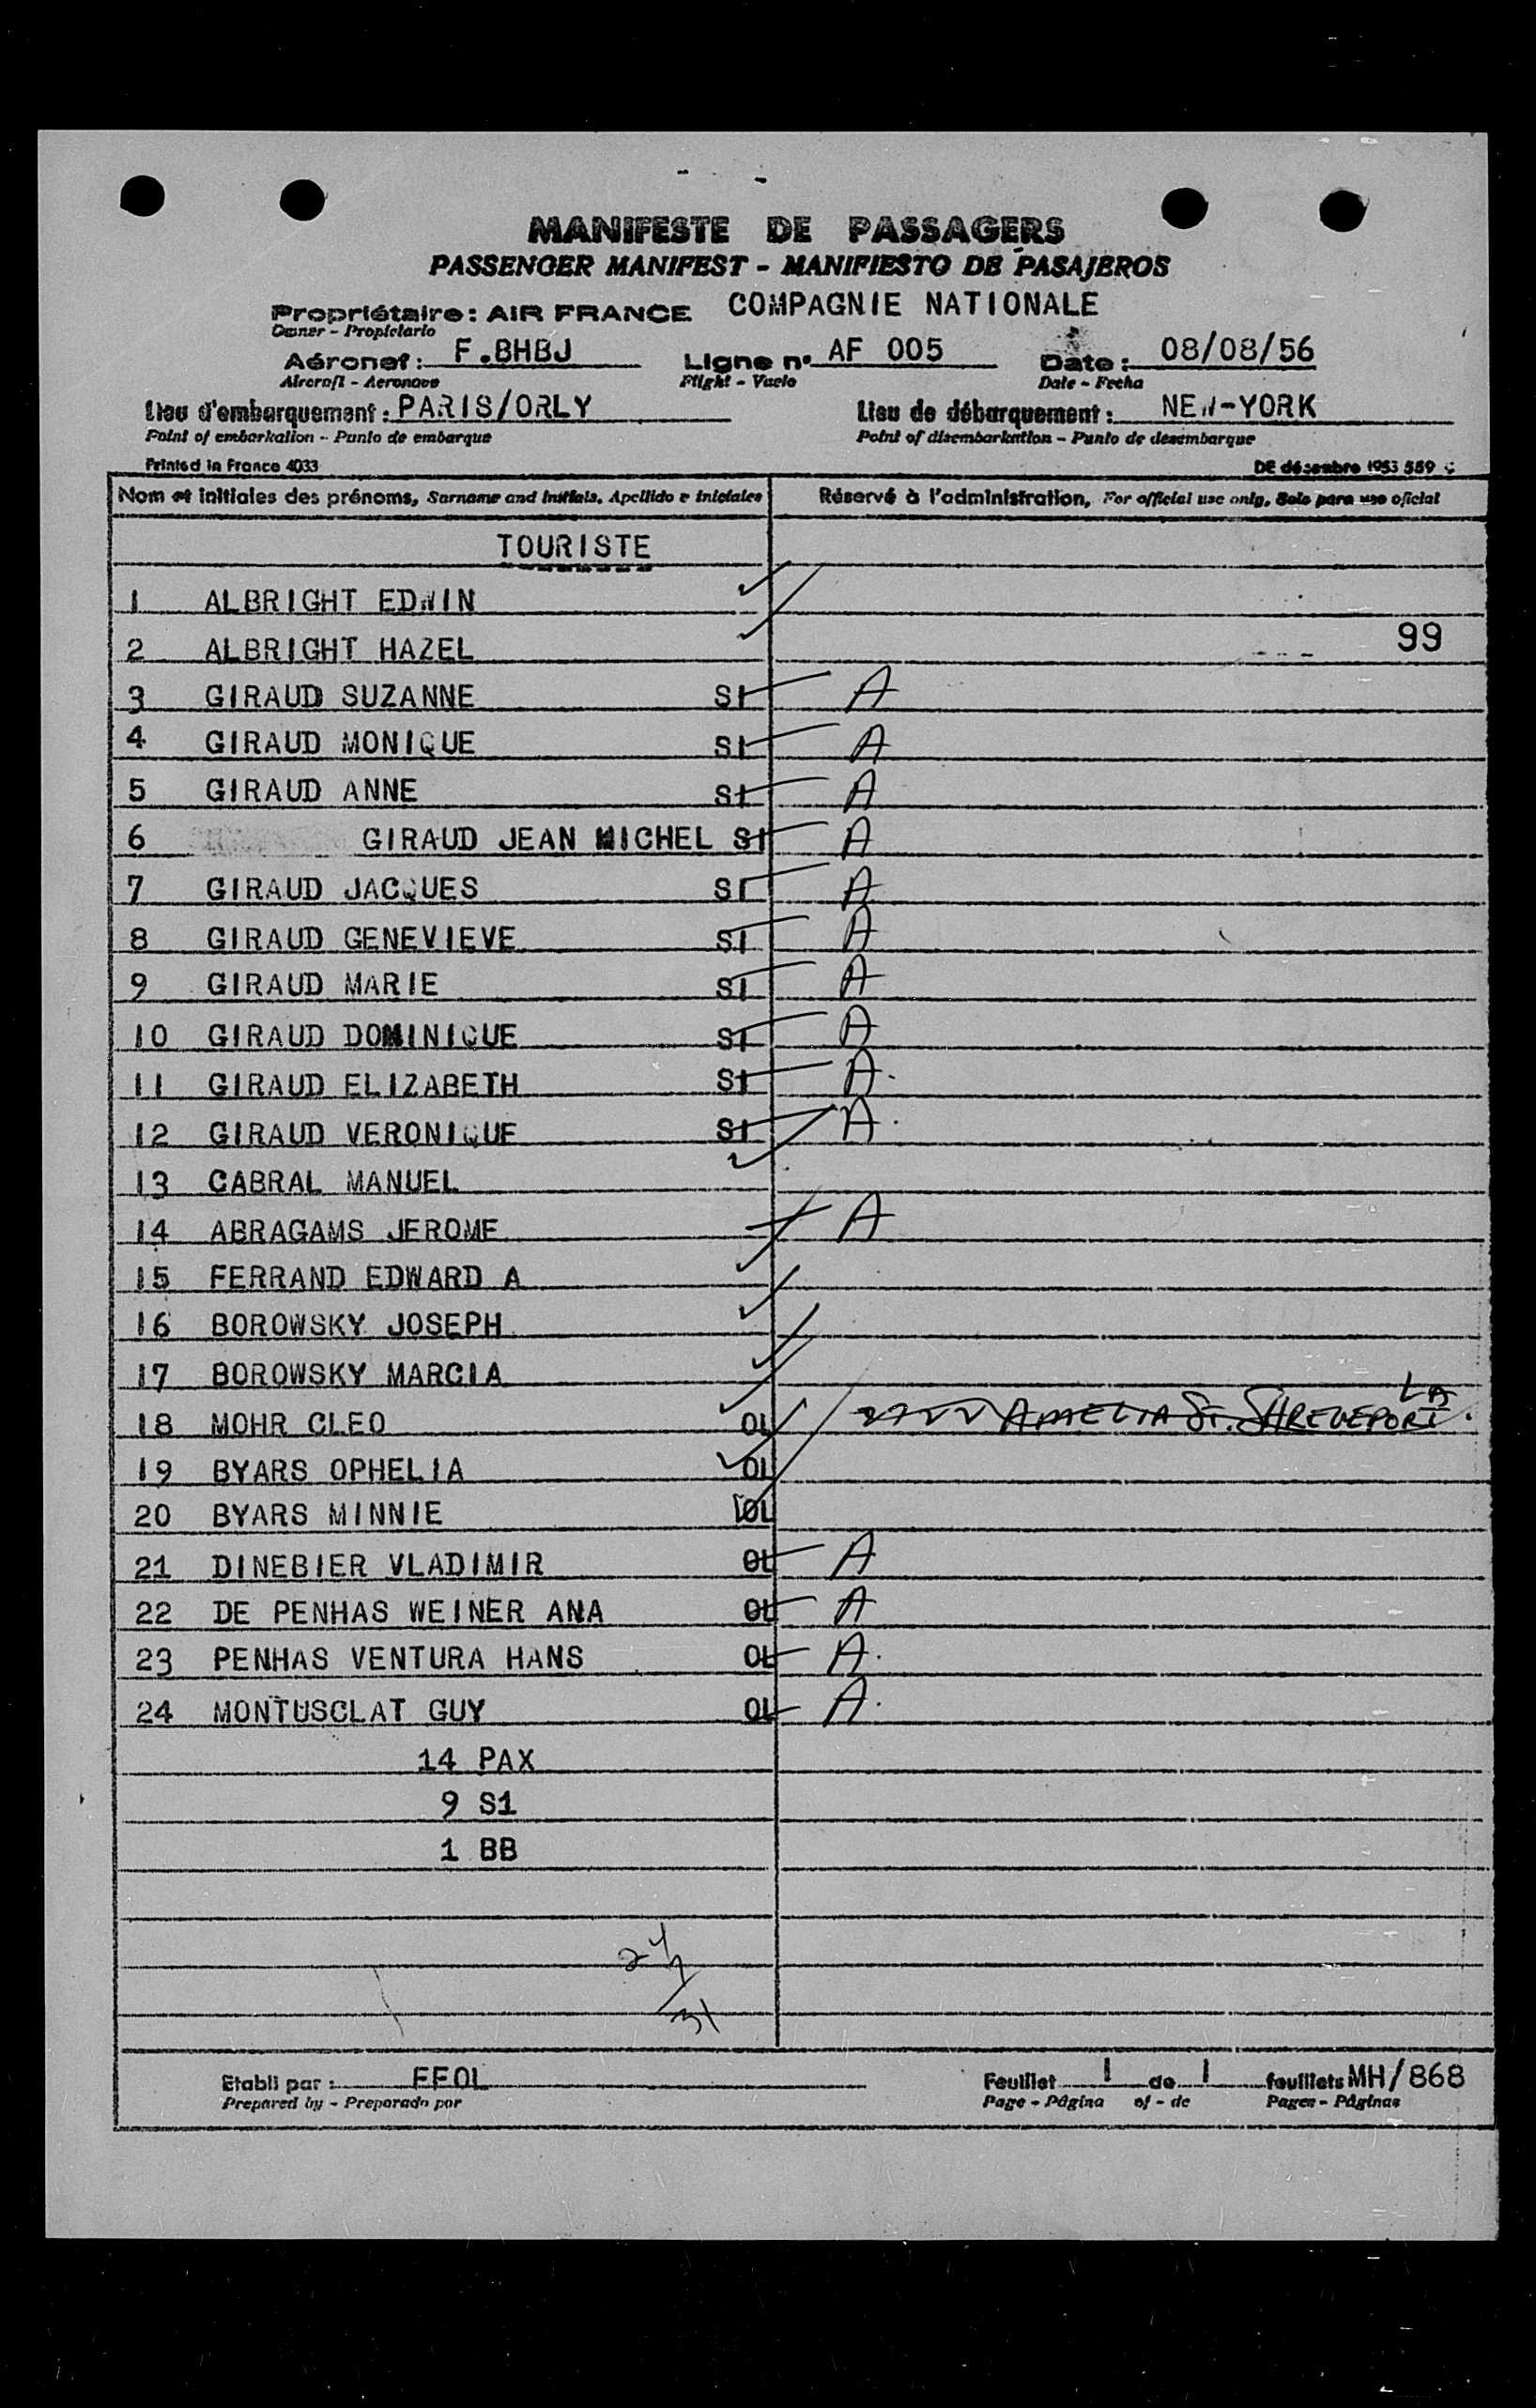 MANIFESTE DE PASSAGERS
PASSENGER MANIFEST - MANIFIESTO DE PASAJEROS
Propriétaire : AIR FRANCE COMPAGNIE NATIONALE
Owner - Propietario
Aéronef : F.BHBJ Ligne n° AF 005 Date : 08/08/56
Aircraft - Aeronave Flight - Vuelo Date - Fecha
Lieu d'embarquement : PARIS/ORLY Lieu de débarquement : NEW-YORK
Point of embarkation - Punto de embarque Point of disembarkation - Punto de desembarque
Printed in France 4033 DE décembre 1953 559
Nom et initiales des prénoms, Surname and initials, Apellido e iniciales Réservé à l'administration, For official use only, Solo para uso oficial
TOURISTE
1 ALBRIGHT EDWIN
2 ALBRIGHT HAZEL 99
3 GIRAUD SUZANNE S1 A
4 GIRAUD MONIQUE S1 A
5 GIRAUD ANNE S1 A
6 GIRAUD JEAN MICHEL S1 A
7 GIRAUD JACQUES S1 A
8 GIRAUD GENEVIEVE S1 A
9 GIRAUD MARIE S1 A
10 GIRAUD DOMINIQUE S1 A
11 GIRAUD ELIZABETH S1 A.
12 GIRAUD VERONIQUE S1 A.
13 CABRAL MANUEL
14 ABRAGAMS JEROME A
15 FERRAND EDWARD A
16 BOROWSKY JOSEPH
17 BOROWSKY MARCIA
18 MOHR CLEO OL AMELIA ST. SHREVEPORT LA.
19 BYARS OPHELIA OL
20 BYARS MINNIE OL
21 DINEBIER VLADIMIR OL A
22 DE PENHAS WEINER ANA OL A
23 PENHAS VENTURA HANS OL A.
24 MONTUSCLAT GUY OL A.
14 PAX
9 S1
1 BB
24
7
31
Etabli par : FFOL Feuillet 1 de 1 feuillets MH/868
Prepared by - Preparado por Page - Página of - de Pages - Páginas